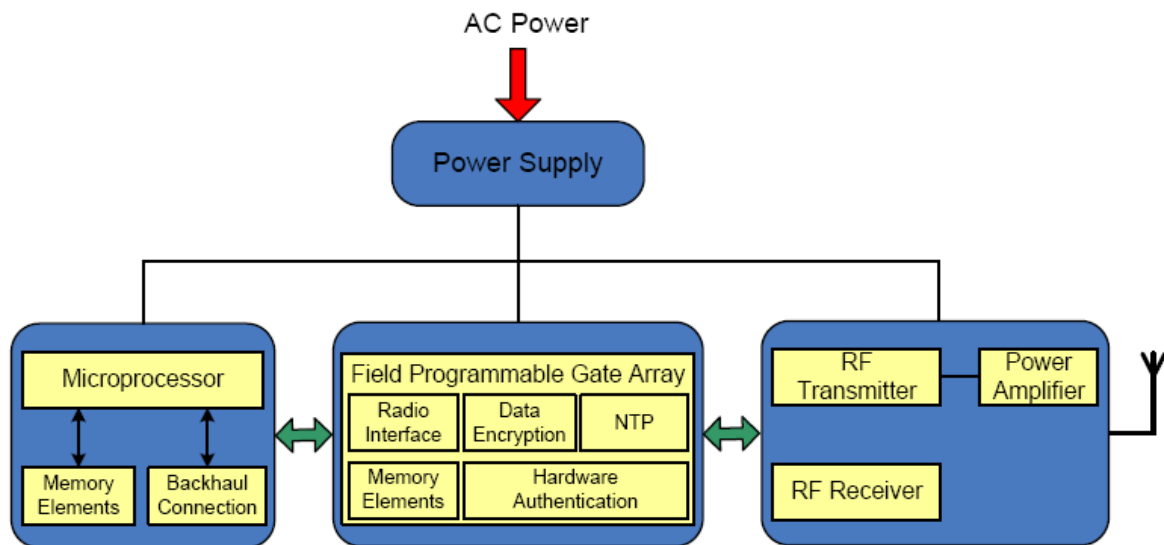 AC Power
Power Supply
Microprocessor
Memory
Elements
Backhaul
Connection
Field Programmable Gate Array
Radio
Interface
Data
Encryption
NTP
Memory
Elements
Hardware
Authentication
RF
Transmitter
Power
Amplifier
RF Receiver